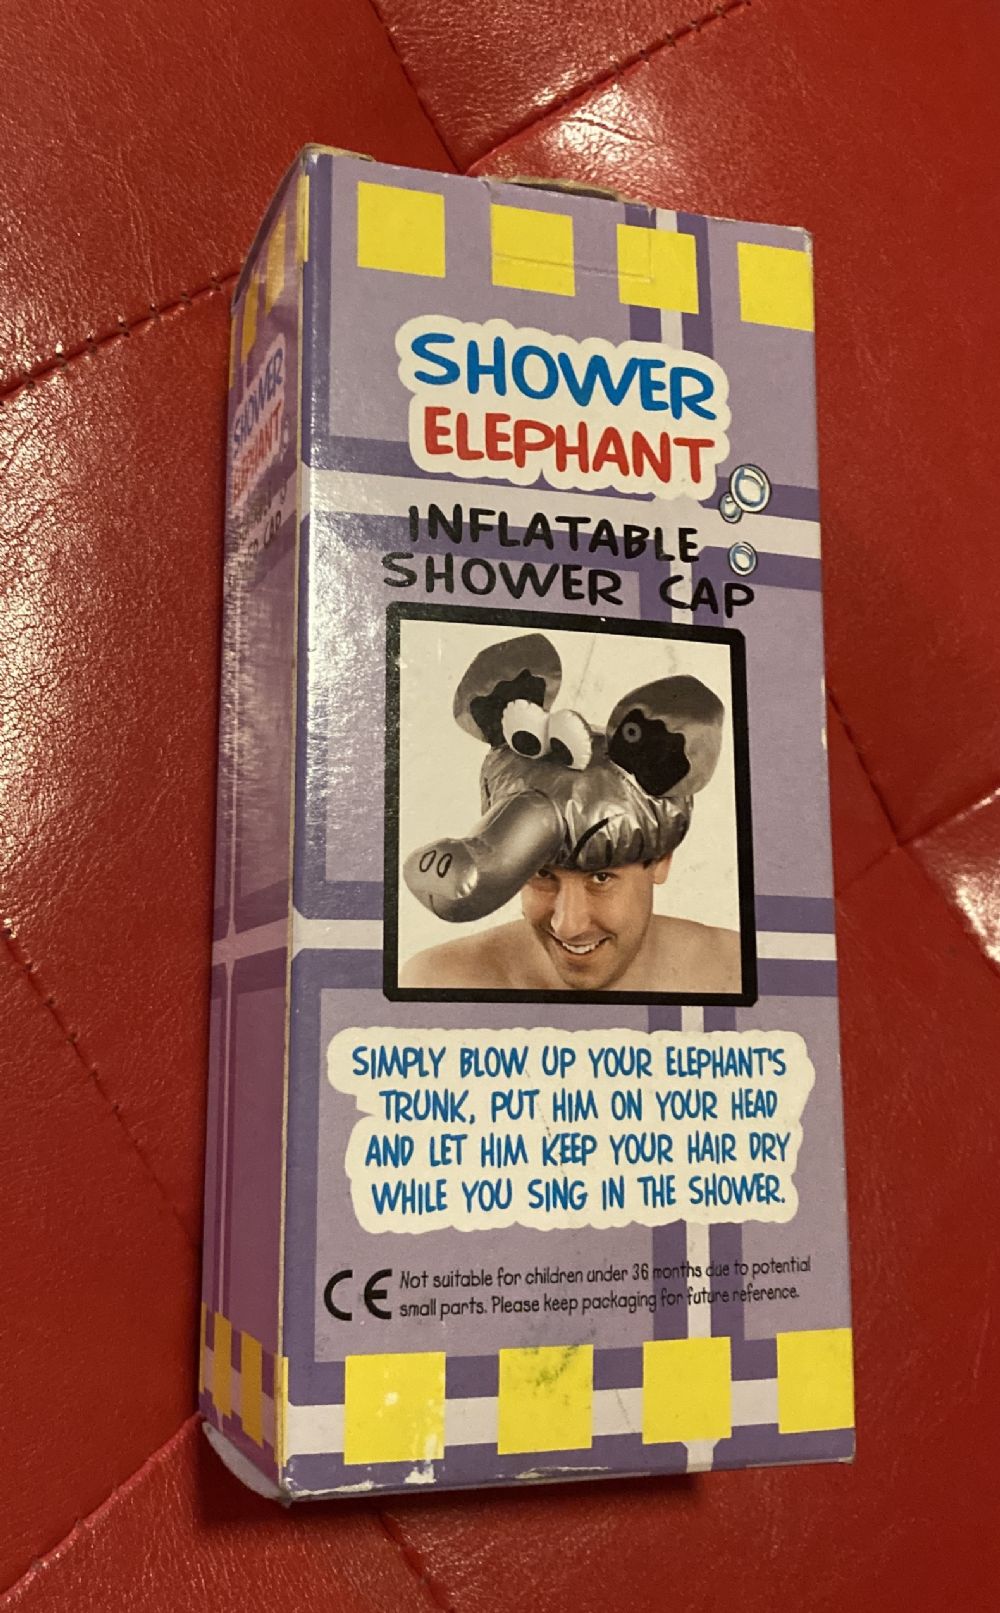 SHOWER
ELEPHANT
INFLATABLE
SHOWER CAP
SIMPLY BLOW UP YOUR ELEPHANT'S
TRUNK, PUT HIM ON YOUR HEAD
AND LET HIM KEEP YOUR HAIR DRY
WHILE YOU SING IN THE SHOWER.
CE
Not suitable for children under 36 months due to potential
small parts. Please keep packaging for future reference.
SHOWER
ELEPHANT
CAP